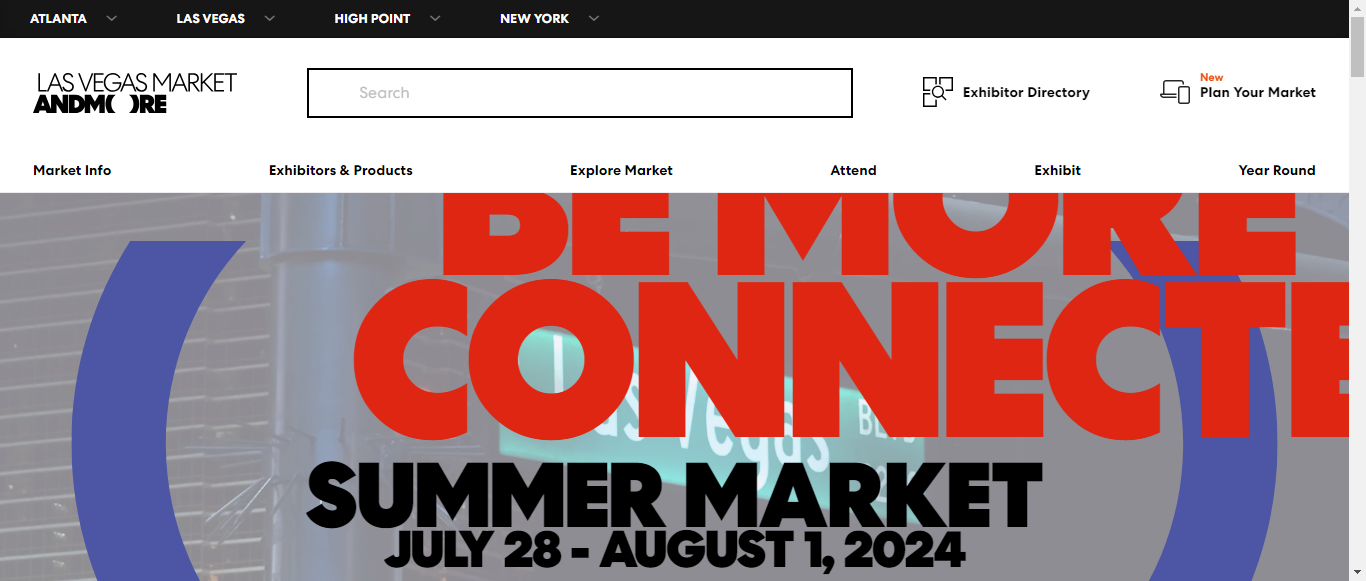 ATLANTA LAS VEGAS HIGH POINT NEW YORK
LAS VEGAS MARKET
ANDM( )RE
Search
Exhibitor Directory
New
Plan Your Market
Market Info Exhibitors & Products Explore Market Attend Exhibit Year Round
BE MORE
CONNECTE
Las Vegas BLVD
SUMMER MARKET
JULY 28 - AUGUST 1, 2024